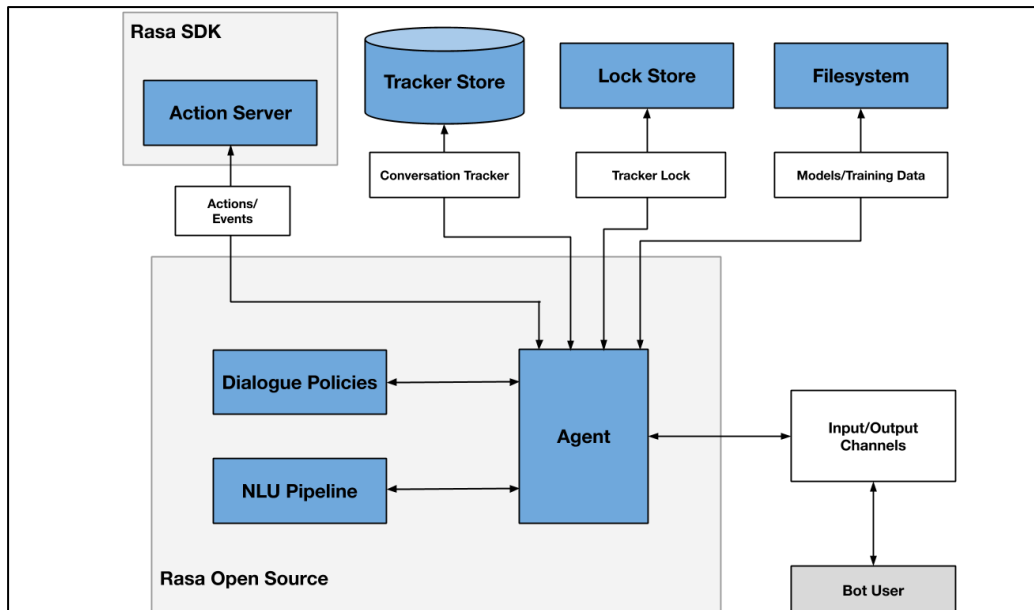 Rasa SDK
Action Server
Tracker Store
Lock Store
Filesystem
Conversation Tracker
Tracker Lock
Models/Training Data
Actions/
Events
Dialogue Policies
Agent
NLU Pipeline
Input/Output
Channels
Rasa Open Source
Bot User